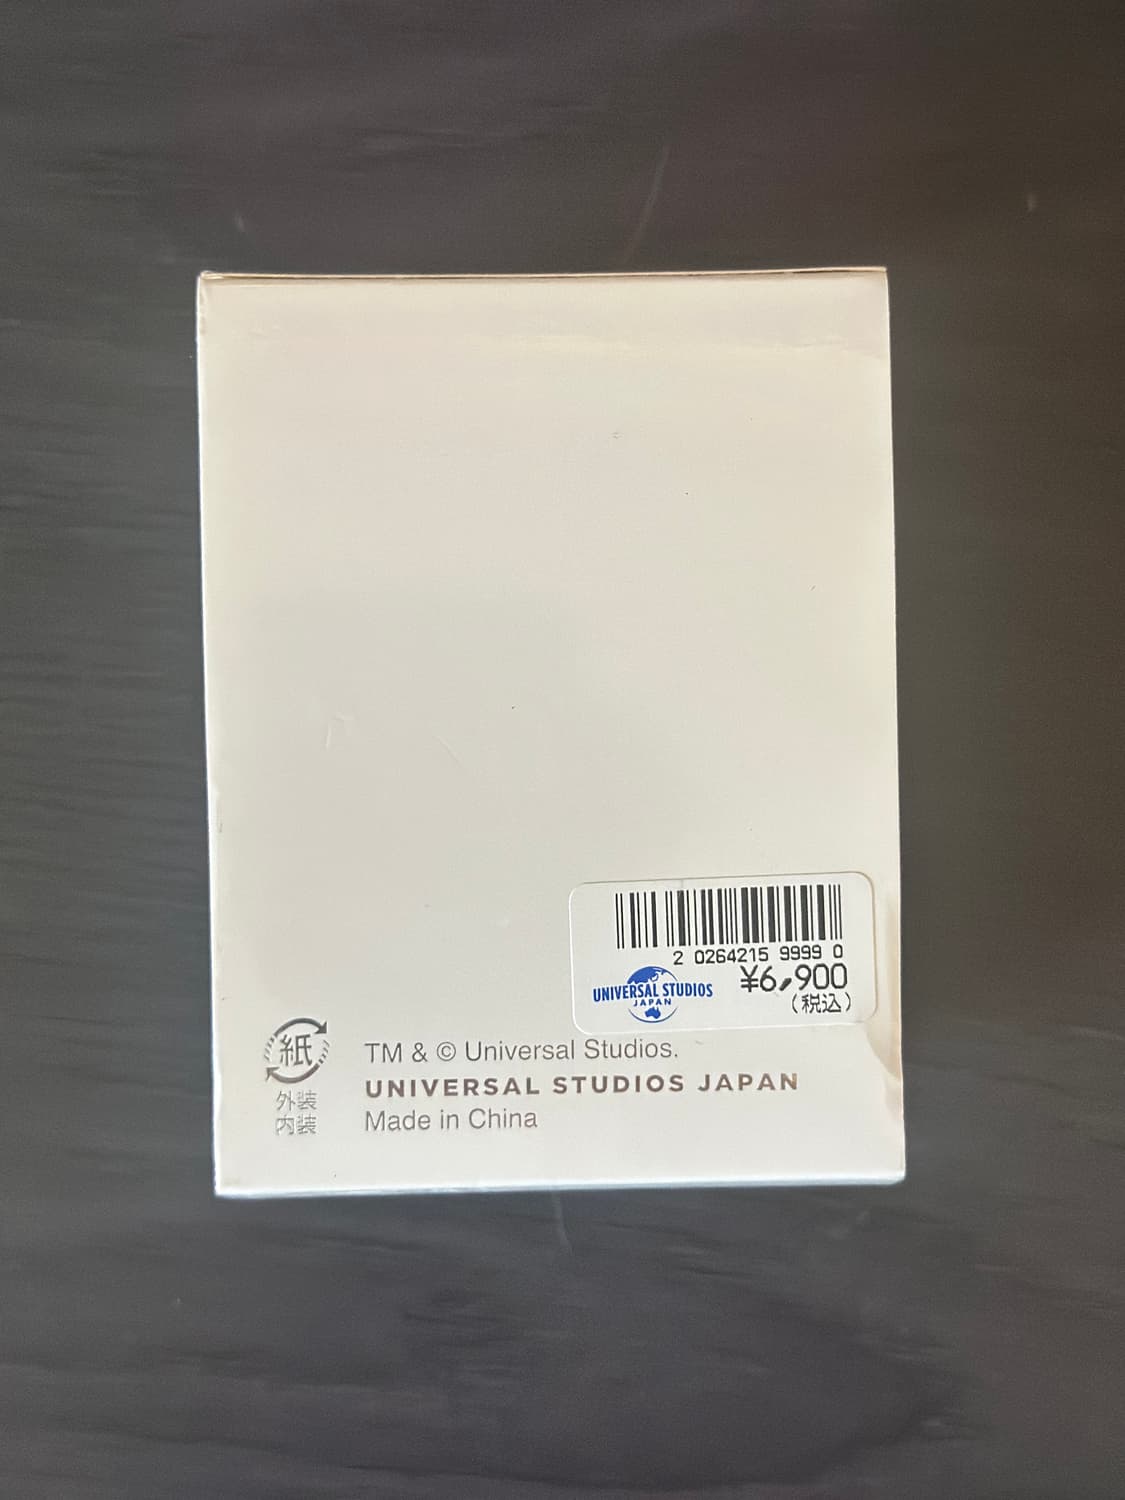 2 0264215 9999 0
¥6,900
(税込)
UNIVERSAL STUDIOS
JAPAN
紙
外装
内装
TM & © Universal Studios.
UNIVERSAL STUDIOS JAPAN
Made in China